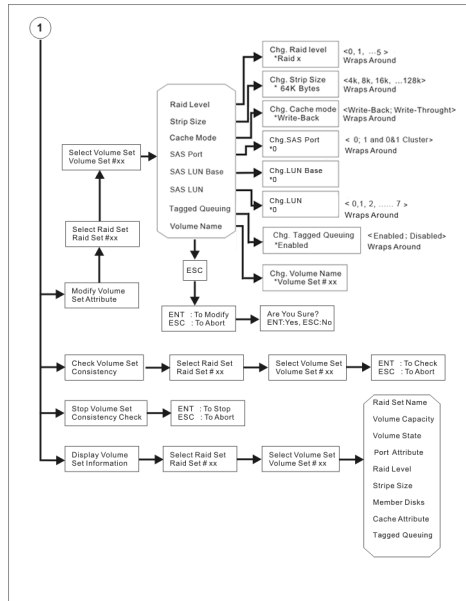 1
Raid Level
Strip Size
Cache Mode
SAS Port
SAS LUN Base
SAS LUN
Tagged Queuing
Volume Name
Chg. Raid level
*Raid x
<0, 1, ...5 >
Wraps Around
Chg. Strip Size
* 64K Bytes
<4k, 8k, 16k, ...128k>
Wraps Around
Chg. Cache mode
*Write-Back
<Write-Back; Write-Throught>
Wraps Around
Chg.SAS Port
*0
< 0; 1 and 0&1 Cluster>
Wraps Around
Chg.LUN Base
*0
Chg.LUN
*0
< 0,1, 2, ...... 7 >
Wraps Around
Chg. Tagged Queuing
*Enabled
<Enabled: Disabled>
Wraps Around
Chg. Volume Name
*Volume Set # xx
Select Volume Set
Volume Set #xx
Select Raid Set
Raid Set #xx
Modify Volume
Set Attribute
ESC
ENT : To Modify
ESC : To Abort
Are You Sure?
ENT:Yes, ESC:No
Check Volume Set
Consistency
Select Raid Set
Raid Set # xx
Select Volume Set
Volume Set # xx
ENT : To Check
ESC : To Abort
Stop Volume Set
Consistency Check
ENT : To Stop
ESC : To Abort
Display Volume
Set Information
Select Raid Set
Raid Set # xx
Select Volume Set
Volume Set # xx
Raid Set Name
Volume Capacity
Volume State
Port Attribute
Raid Level
Stripe Size
Member Disks
Cache Attribute
Tagged Queuing